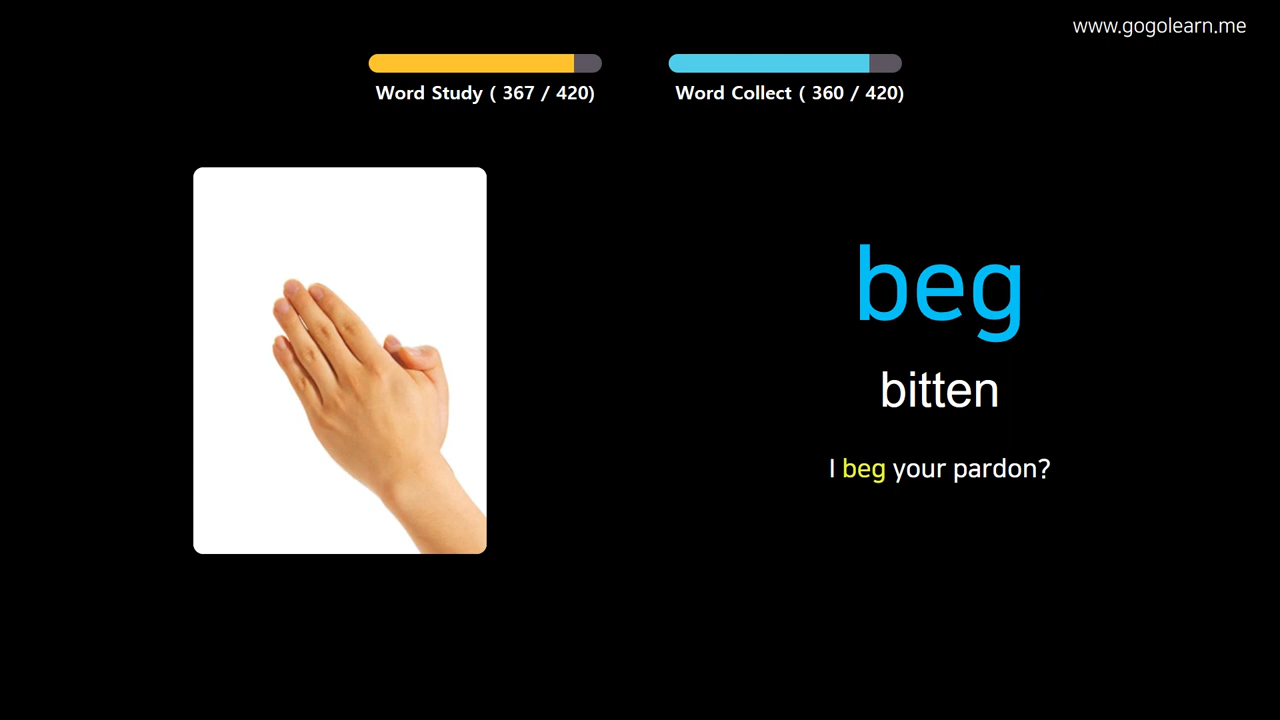 www.gogolearn.me
Word Study ( 367 / 420)
Word Collect ( 360 / 420)
beg
bitten
I beg your pardon?